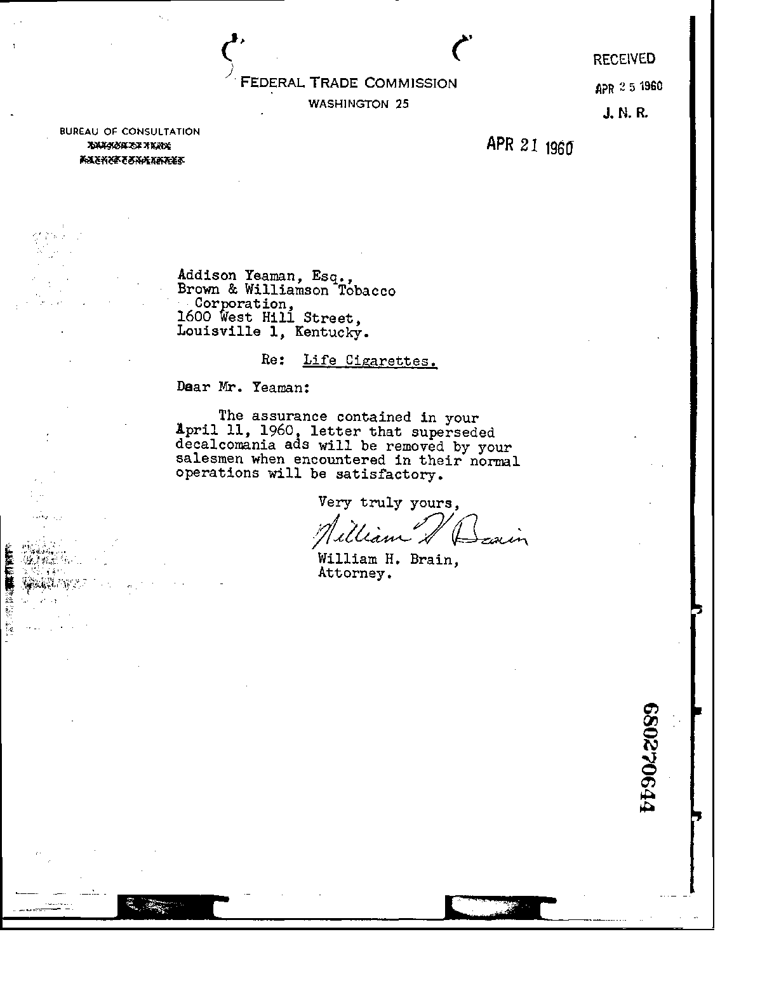 RECEIVED
FEDERAL TRADE COMMISSION
APR 25 1960
WASHINGTON 25
J. N. R.
BUREAU OF CONSULTATION
APR 21 1960
Addison Yeaman, Esq.,
Brown & Williamson Tobacco
Corporation,
1600 West Hill Street,
Louisville 1, Kentucky.
Re: Life Cigarettes.
Dear Mr. Yeaman:
The assurance contained in your
April 11, 1960, letter that superseded
decalcomania ads will be removed by your
salesmen when encountered in their normal
operations will be satisfactory.
Very truly yours,
William H Brain
William H. Brain,
Attorney.
680270644